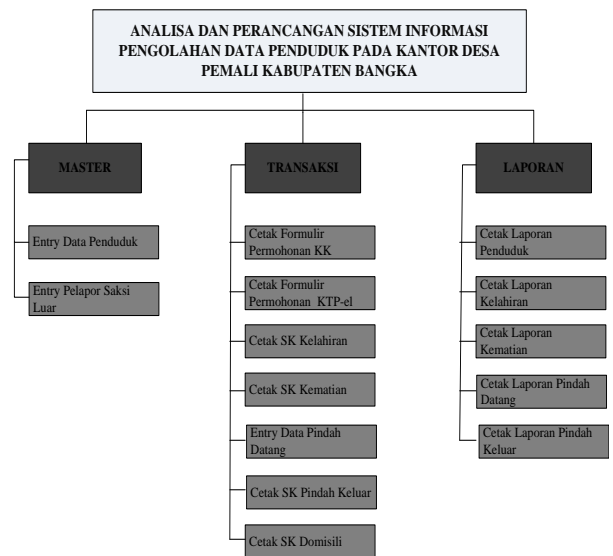 ANALISA DAN PERANCANGAN SISTEM INFORMASI
PENGOLAHAN DATA PENDUDUK PADA KANTOR DESA
PEMALI KABUPATEN BANGKA
MASTER
Entry Data Penduduk
Entry Pelapor Saksi
Luar
TRANSAKSI
Cetak Formulir
Permohonan KK
Cetak Formulir
Permohonan KTP-el
Cetak SK Kelahiran
Cetak SK Kematian
Entry Data Pindah
Datang
Cetak SK Pindah Keluar
Cetak SK Domisili
LAPORAN
Cetak Laporan
Penduduk
Cetak Laporan
Kelahiran
Cetak Laporan
Kematian
Cetak Laporan Pindah
Datang
Cetak Laporan Pindah
Keluar